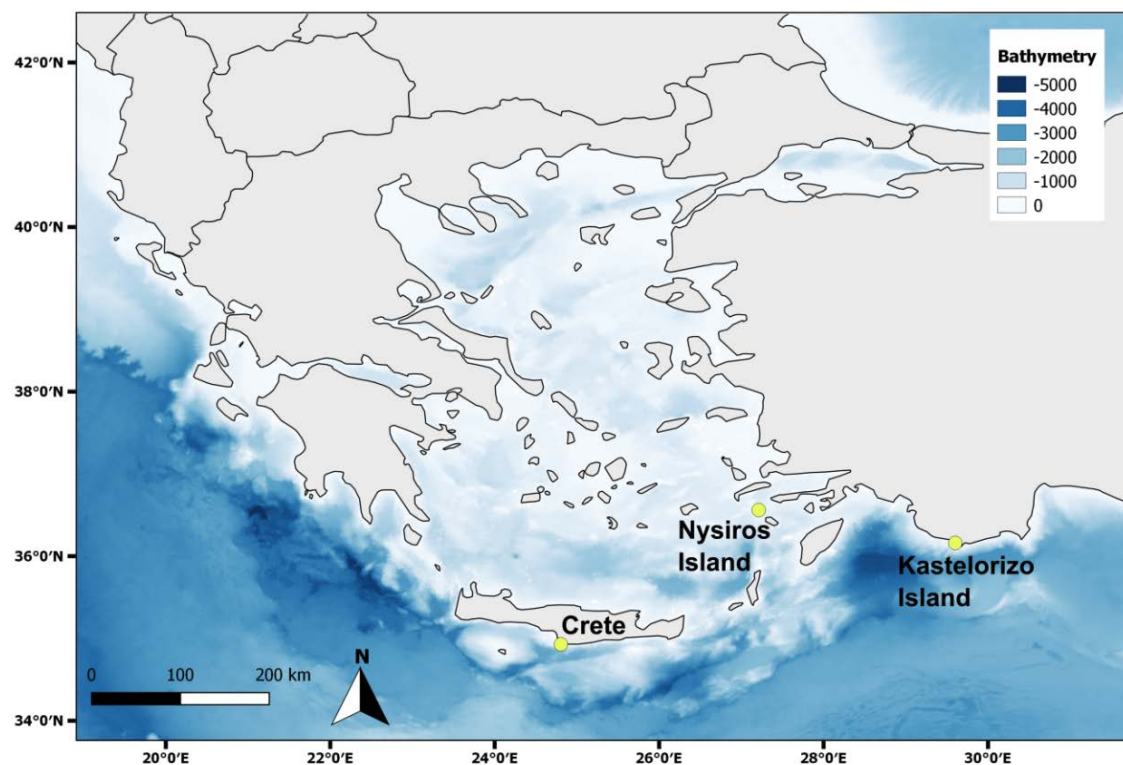 42°0'N
40°0'N
38°0'N
36°0'N
34°0'N
Bathymetry
-5000
-4000
-3000
-2000
-1000
0
Nysiros
Island
Kastelorizo
Island
Crete
0 100 200 km
N
20°0'E 22°0'E 24°0'E 26°0'E 28°0'E 30°0'E